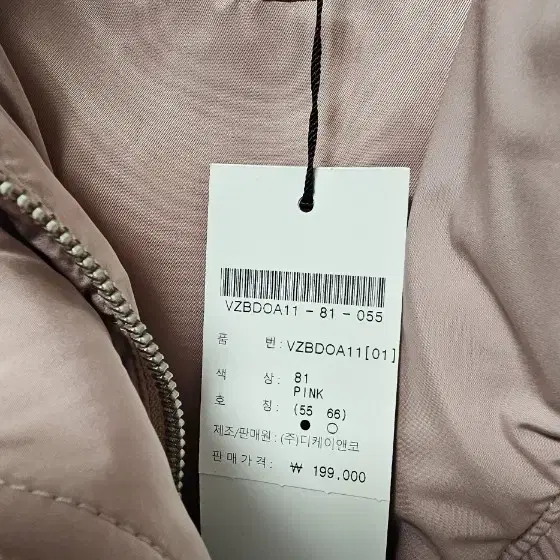 VZBDOA11 - 81 - 055
품 번 : VZBDOA11[01]
색 상 : 81
PINK
호 칭 : (55 66)
● ○
제조/판매원 : (주)디케이앤코
판매가격 : ₩ 199,000